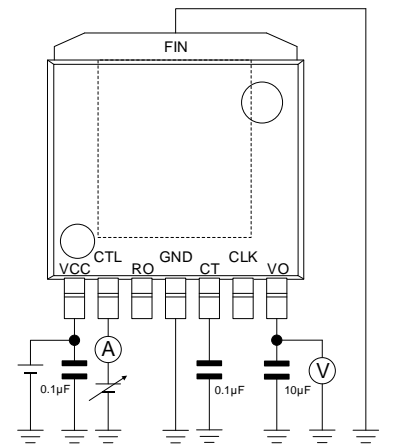 FIN
VCC CTL RO GND CT CLK VO
A
V
0.1μF 0.1μF 10μF